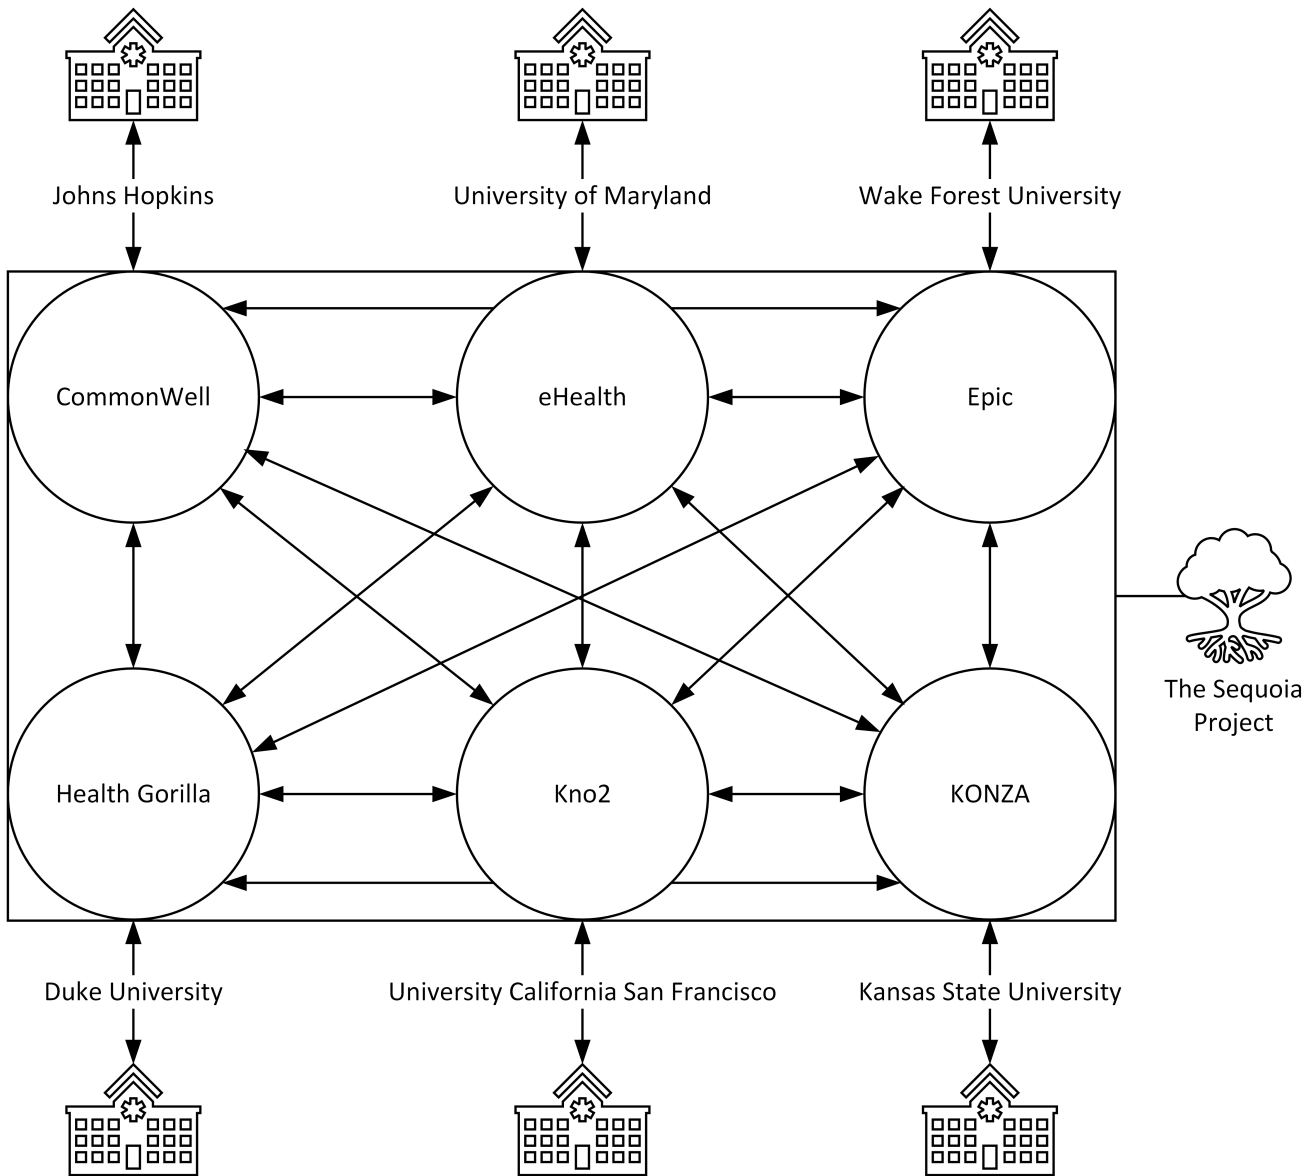 Johns Hopkins
University of Maryland
Wake Forest University
CommonWell
eHealth
Epic
The Sequoia
Project
Health Gorilla
Kno2
KONZA
Duke University
University California San Francisco
Kansas State University